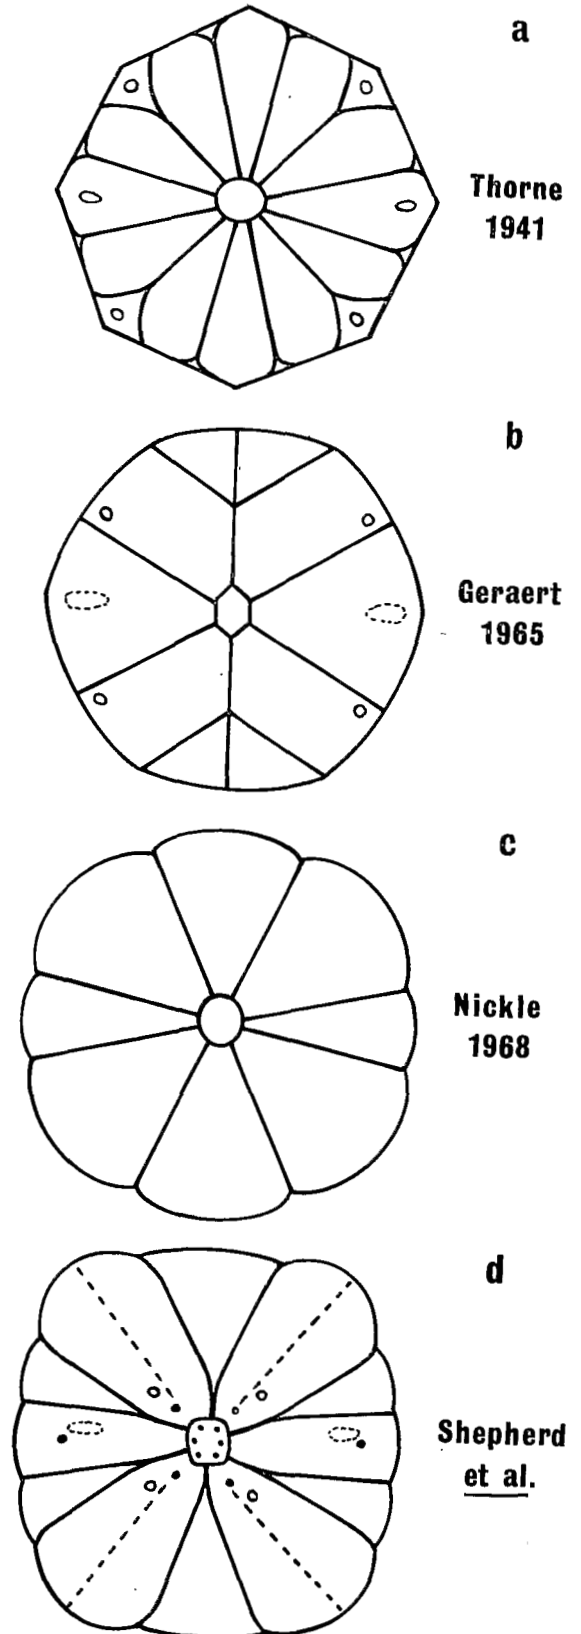 a
Thorne
1941
b
Geraert
1965
c
Nickle
1968
d
Shepherd
et al.